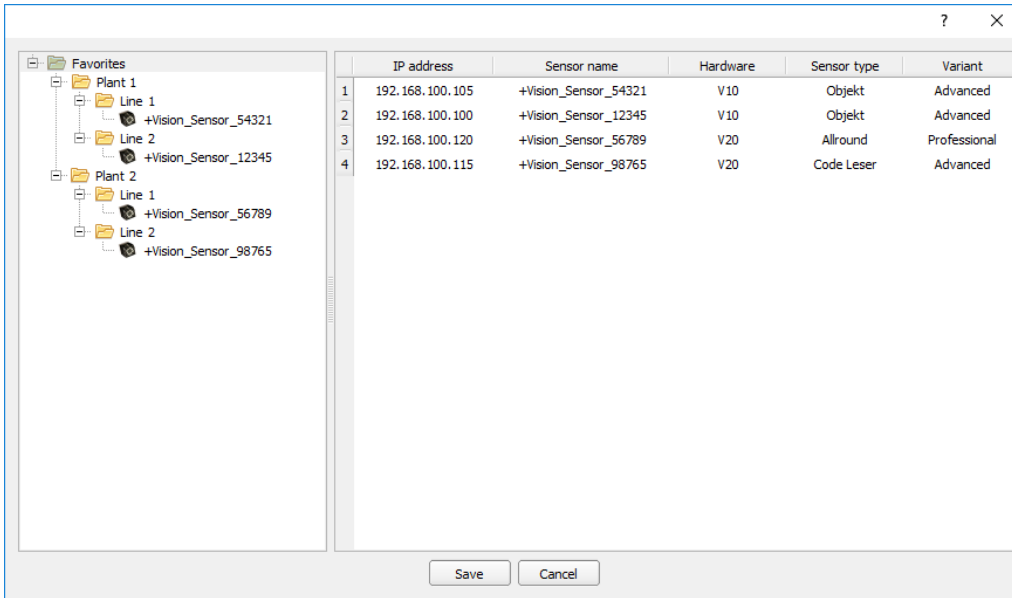 ?
Favorites
Plant 1
Line 1
+Vision_Sensor_54321
Line 2
+Vision_Sensor_12345
Plant 2
Line 1
+Vision_Sensor_56789
Line 2
+Vision_Sensor_98765
IP address Sensor name Hardware Sensor type Variant
1 192.168.100.105 +Vision_Sensor_54321 V10 Objekt Advanced
2 192.168.100.100 +Vision_Sensor_12345 V10 Objekt Advanced
3 192.168.100.120 +Vision_Sensor_56789 V20 Allround Professional
4 192.168.100.115 +Vision_Sensor_98765 V20 Code Leser Advanced
Save Cancel